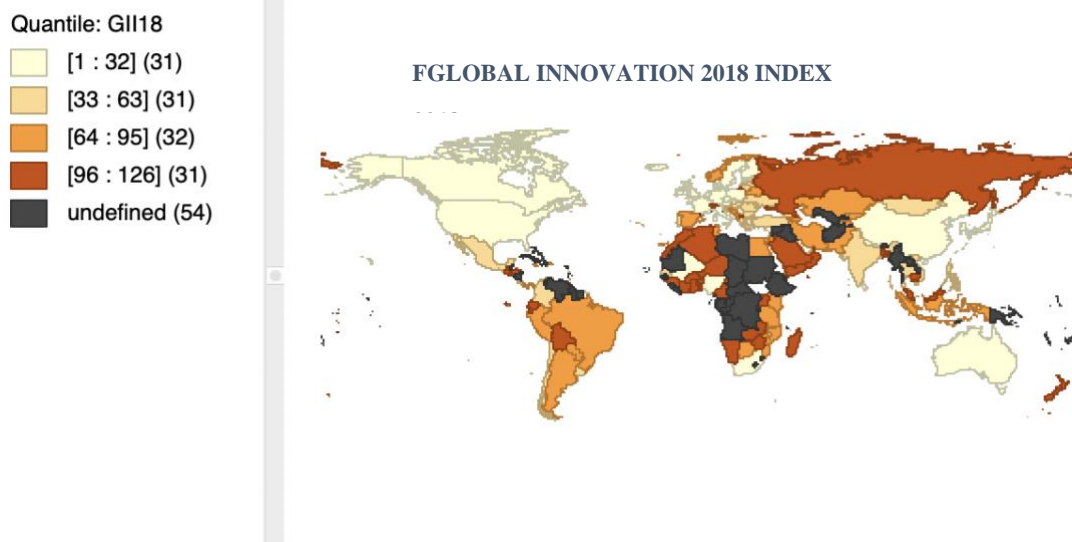 Quantile: GII18
[1 : 32] (31)
[33 : 63] (31)
[64 : 95] (32)
[96 : 126] (31)
undefined (54)
FGLOBAL INNOVATION 2018 INDEX